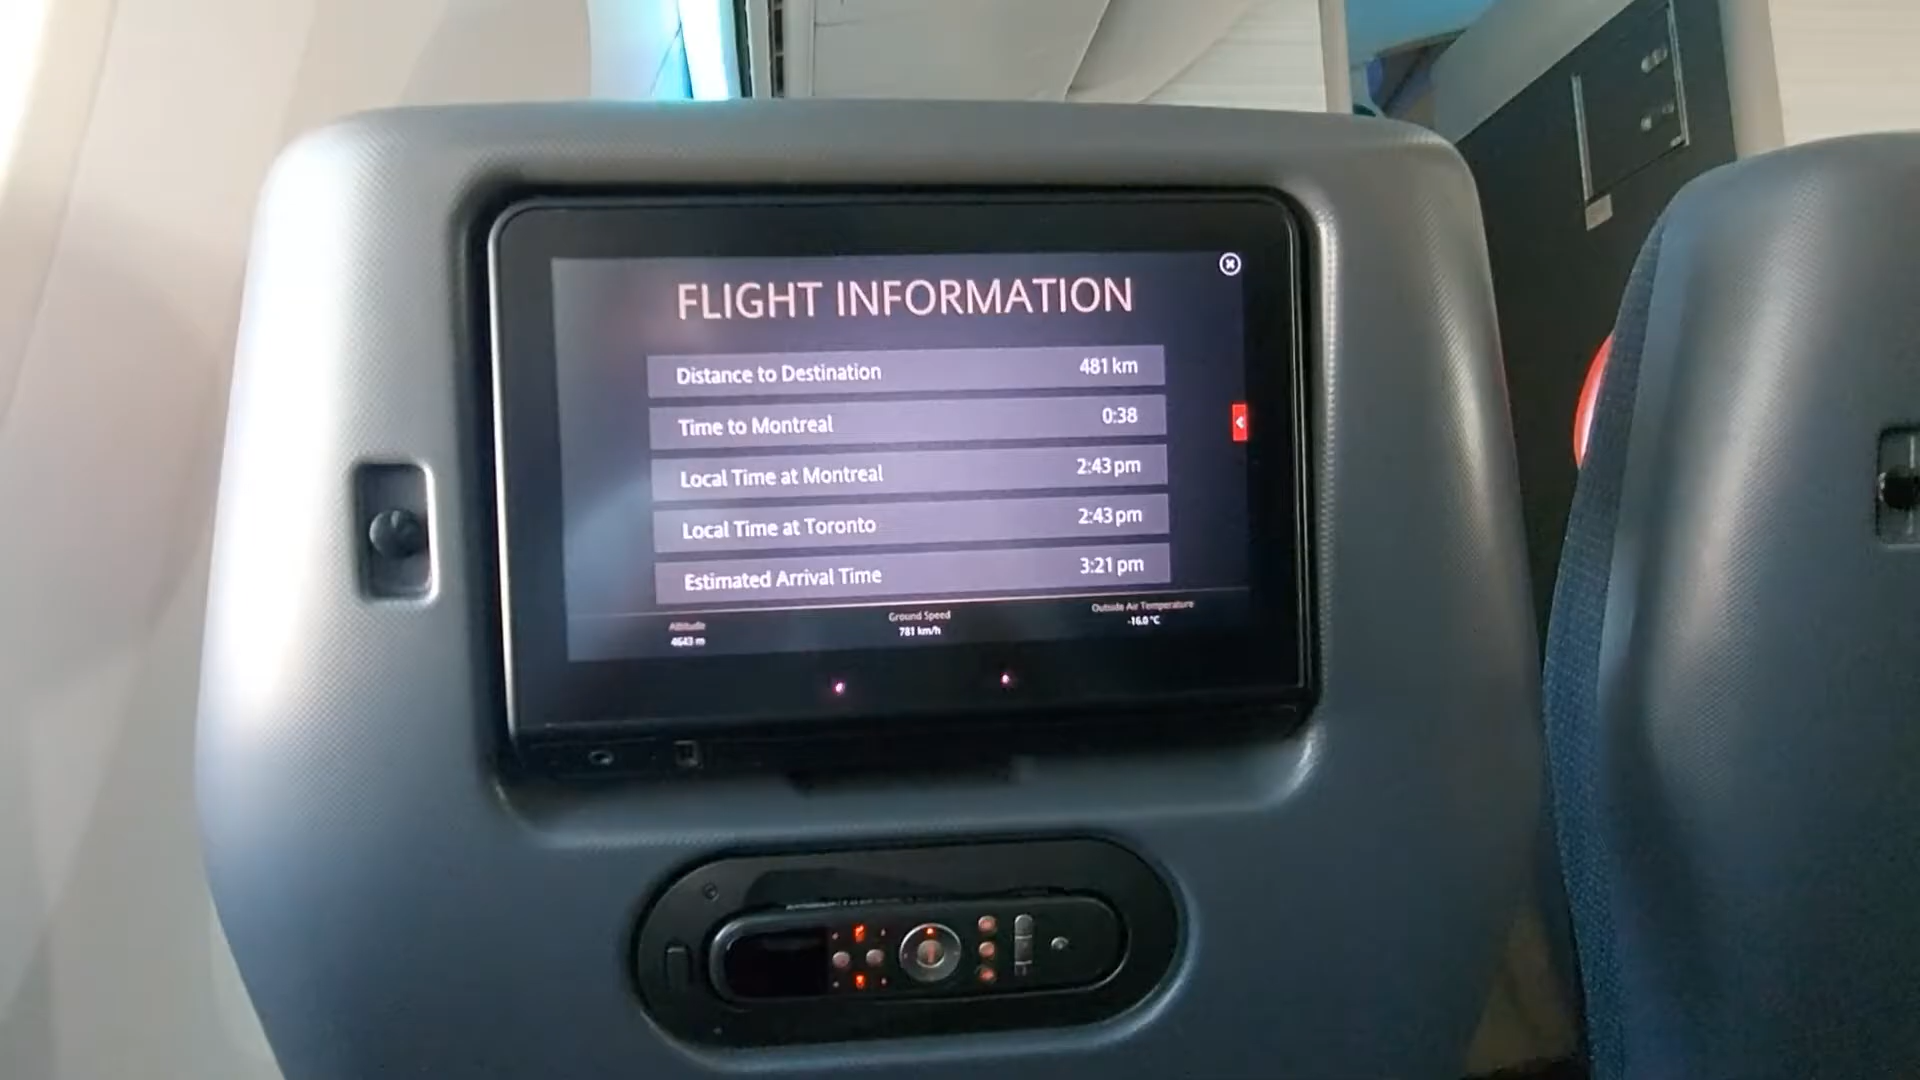 FLIGHT INFORMATION
Distance to Destination 481 km
Time to Montreal 0:38
Local Time at Montreal 2:43 pm
Local Time at Toronto 2:43 pm
Estimated Arrival Time 3:21 pm
Altitude Ground Speed Outside Air Temperature
4643 m 781 km/h -16.0 °C